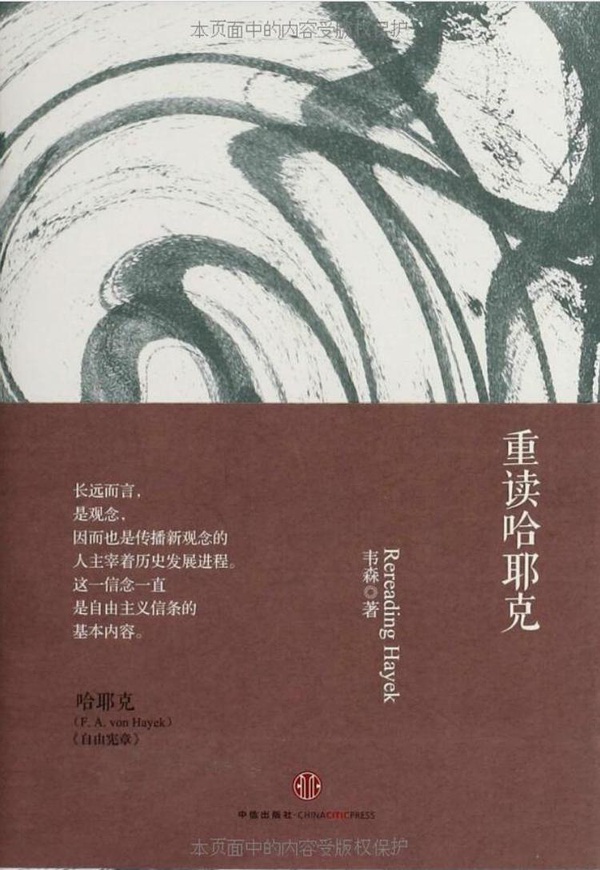 本页面中的内容受版权保护
重读哈耶克
Rereading Hayek
韦森◎著
长远而言，
是观念，
因而也是传播新观念的
人主宰着历史发展进程。
这一信念一直
是自由主义信条的
基本内容。
哈耶克
(F. A. von Hayek)
《自由宪章》
中信出版社·CHINACITICPRESS
本页面中的内容受版权保护